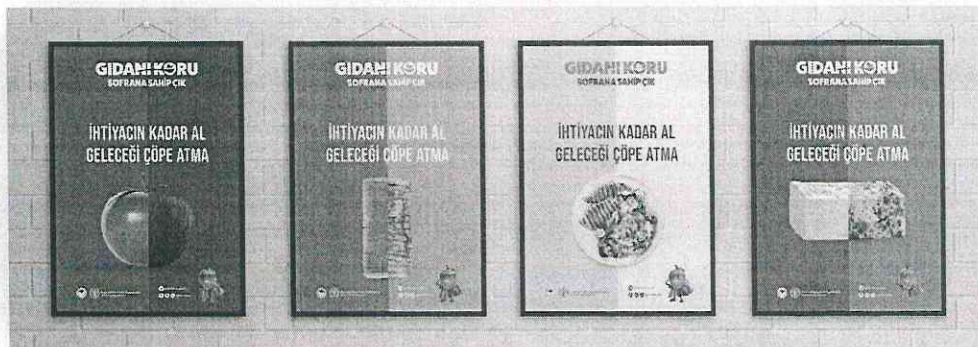 GIDANI KORU
SOFRANA SAHİP ÇIK
İHTİYACIN KADAR AL
GELECEĞİ ÇÖPE ATMA
GIDANI KORU
SOFRANA SAHİP ÇIK
İHTİYACIN KADAR AL
GELECEĞİ ÇÖPE ATMA
GIDANI KORU
SOFRANA SAHİP ÇIK
İHTİYACIN KADAR AL
GELECEĞİ ÇÖPE ATMA
GIDANI KORU
SOFRANA SAHİP ÇIK
İHTİYACIN KADAR AL
GELECEĞİ ÇÖPE ATMA